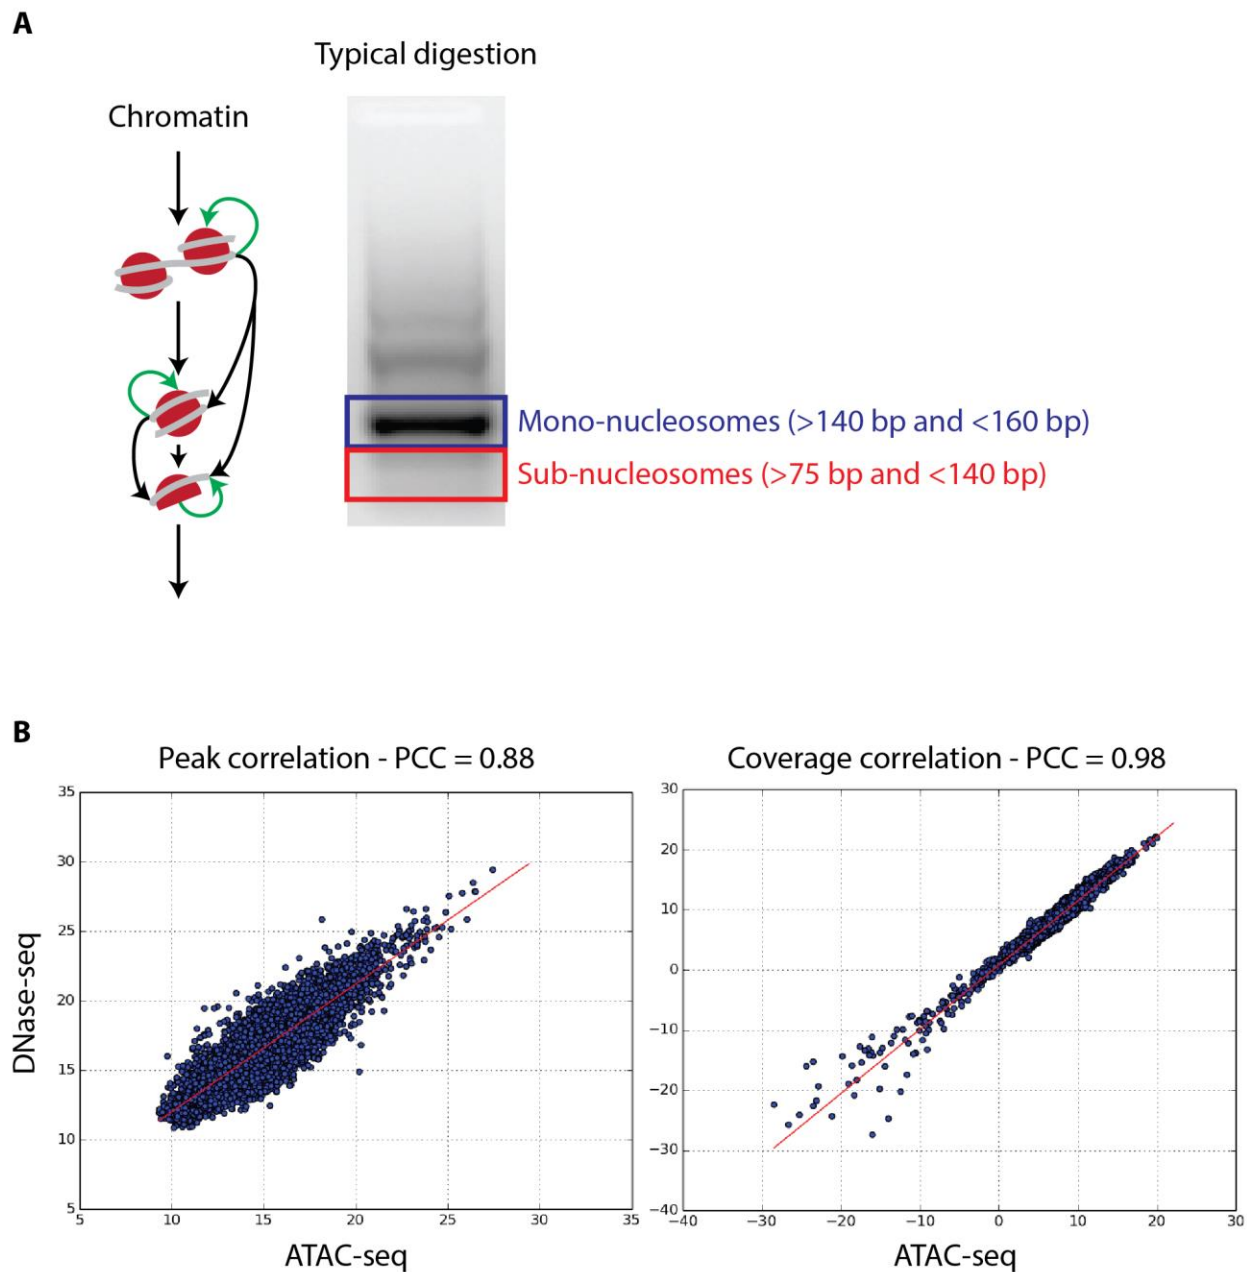 A
Typical digestion
Chromatin
Mono-nucleosomes (>140 bp and <160 bp)
Sub-nucleosomes (>75 bp and <140 bp)
B
Peak correlation - PCC = 0.88
35
30
25
20
15
10
5
5 10 15 20 25 30 35
DNase-seq
ATAC-seq
Coverage correlation - PCC = 0.98
30
20
10
0
−10
−20
−30
−40
−40 −30 −20 −10 0 10 20 30
ATAC-seq